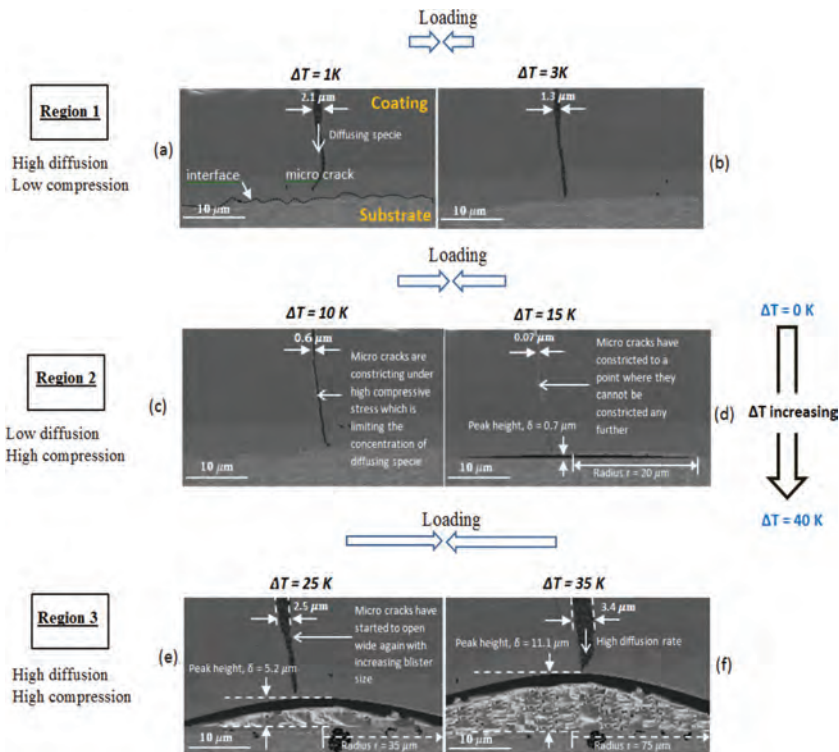 Loading
Region 1
High diffusion
Low compression
ΔT = 1K
(a)
2.1 μm
Coating
Diffusing specie
interface
micro crack
Substrate
10 μm
ΔT = 3K
1.3 μm
10 μm
(b)
Loading
Region 2
Low diffusion
High compression
ΔT = 10 K
(c)
0.6 μm
Micro cracks are
constricting under
high compressive
stress which is
limiting the
concentration of
diffusing specie
10 μm
ΔT = 15 K
0.07 μm
Micro cracks have
constricted to a
point where they
cannot be
constricted any
further
Peak height, δ = 0.7 μm
10 μm
Radius r = 20 μm
(d)
ΔT = 0 K
ΔT increasing
ΔT = 40 K
Loading
Region 3
High diffusion
High compression
ΔT = 25 K
(e)
2.5 μm
Micro cracks have
started to open
wide again with
increasing blister
size
Peak height, δ = 5.2 μm
10 μm
Radius r = 35 μm
ΔT = 35 K
3.4 μm
Peak height, δ = 11.1 μm
High diffusion rate
10 μm
Radius r = 75 μm
(f)